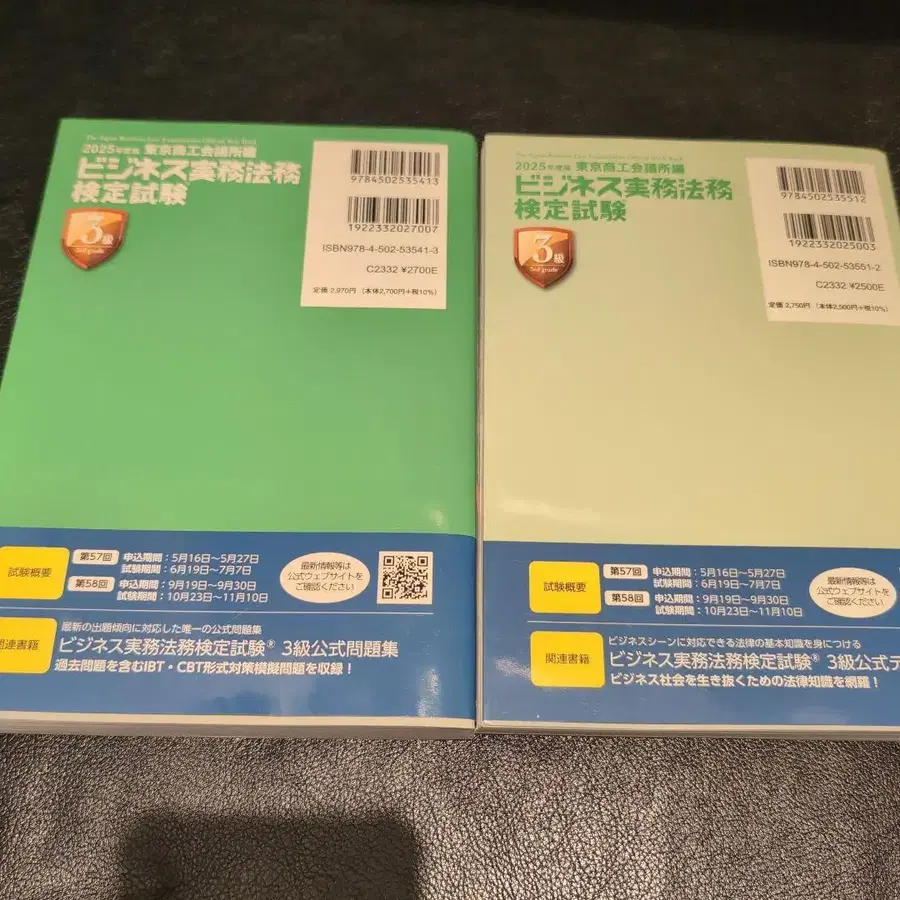 2025年度版 東京商工会議所編
ビジネス実務法務
検定試験
3級
3rd grade
9784502535413
1922332027007
ISBN978-4-502-53541-3
C2332 ¥2700E
定価 2,970円 (本体2,700円+税10%)
試験概要
第57回 申込期間：5月16日～5月27日
試験期間：6月19日～7月7日
第58回 申込期間：9月19日～9月30日
試験期間：10月23日～11月10日
最新情報等は
公式ウェブサイトを
ご確認ください
関連書籍
最新の出題傾向に対応した唯一の公式問題集
ビジネス実務法務検定試験® 3級公式問題集
過去問題を含むIBT・CBT形式対策模擬問題を収録！
2025年度版 東京商工会議所編
ビジネス実務法務
検定試験
3級
3rd grade
9784502535512
1922332025003
ISBN978-4-502-53551-2
C2332 ¥2500E
定価 2,750円 (本体2,500円+税10%)
試験概要
第57回 申込期間：5月16日～5月27日
試験期間：6月19日～7月7日
第58回 申込期間：9月19日～9月30日
試験期間：10月23日～11月10日
最新情報等は
公式ウェブサイトを
ご確認ください
関連書籍
ビジネスシーンに対応できる法律の基本知識を身につける
ビジネス実務法務検定試験® 3級公式テ
ビジネス社会を生き抜くための法律知識を網羅！